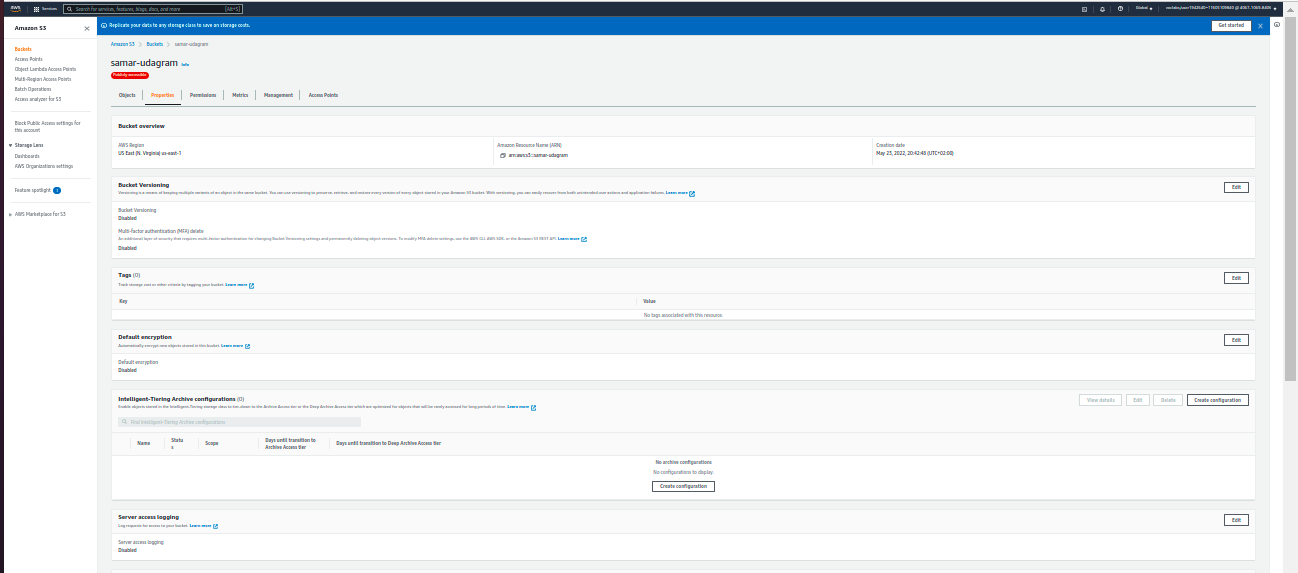 aws
Services
Search for services, features, blogs, docs, and more
[Alt+S]
Global
Replicate your data to any storage class to save on storage costs.
Get started
Amazon S3
Buckets
Access Points
Object Lambda Access Points
Multi-Region Access Points
Batch Operations
Access analyzer for S3
Block Public Access settings for
this account
Storage Lens
Dashboards
AWS Organizations settings
Feature spotlight
AWS Marketplace for S3
Amazon S3 > Buckets > samar-udagram
samar-udagram Info
Publicly accessible
Objects Properties Permissions Metrics Management Access Points
Bucket overview
AWS Region
US East (N. Virginia) us-east-1
Amazon Resource Name (ARN)
arn:aws:s3:::samar-udagram
Creation date
May 23, 2022, 20:42:45 (UTC+02:00)
Bucket Versioning
Edit
Versioning is a means of keeping multiple variants of an object in the same bucket. You can use versioning to preserve, retrieve, and restore every version of every object stored in your Amazon S3 bucket. With versioning, you can easily recover from both unintended user actions and application failures. Learn more
Bucket Versioning
Disabled
Multi-factor authentication (MFA) delete
An additional layer of security that requires multi-factor authentication for changing Bucket Versioning settings and permanently deleting object versions. To modify MFA delete settings, use the AWS CLI, AWS SDK, or the Amazon S3 REST API. Learn more
Disabled
Tags (0)
Edit
Track storage cost or other criteria by tagging your bucket. Learn more
Key Value
No tags associated with this resource.
Default encryption
Edit
Automatically encrypt new objects stored in this bucket. Learn more
Default encryption
Disabled
Intelligent-Tiering Archive configurations (0)
View details Edit Delete Create configuration
Enable objects stored in the Intelligent-Tiering storage class to tier-down to the Archive Access tier or the Deep Archive Access tier which are optimized for objects that will be rarely accessed for long periods of time. Learn more
Find Intelligent-Tiering Archive configurations
Name
Statu
s
Scope
Days until transition to
Archive Access tier
Days until transition to Deep Archive Access tier
No archive configurations
No configurations to display.
Create configuration
Server access logging
Edit
Log requests for access to your bucket. Learn more
Server access logging
Disabled